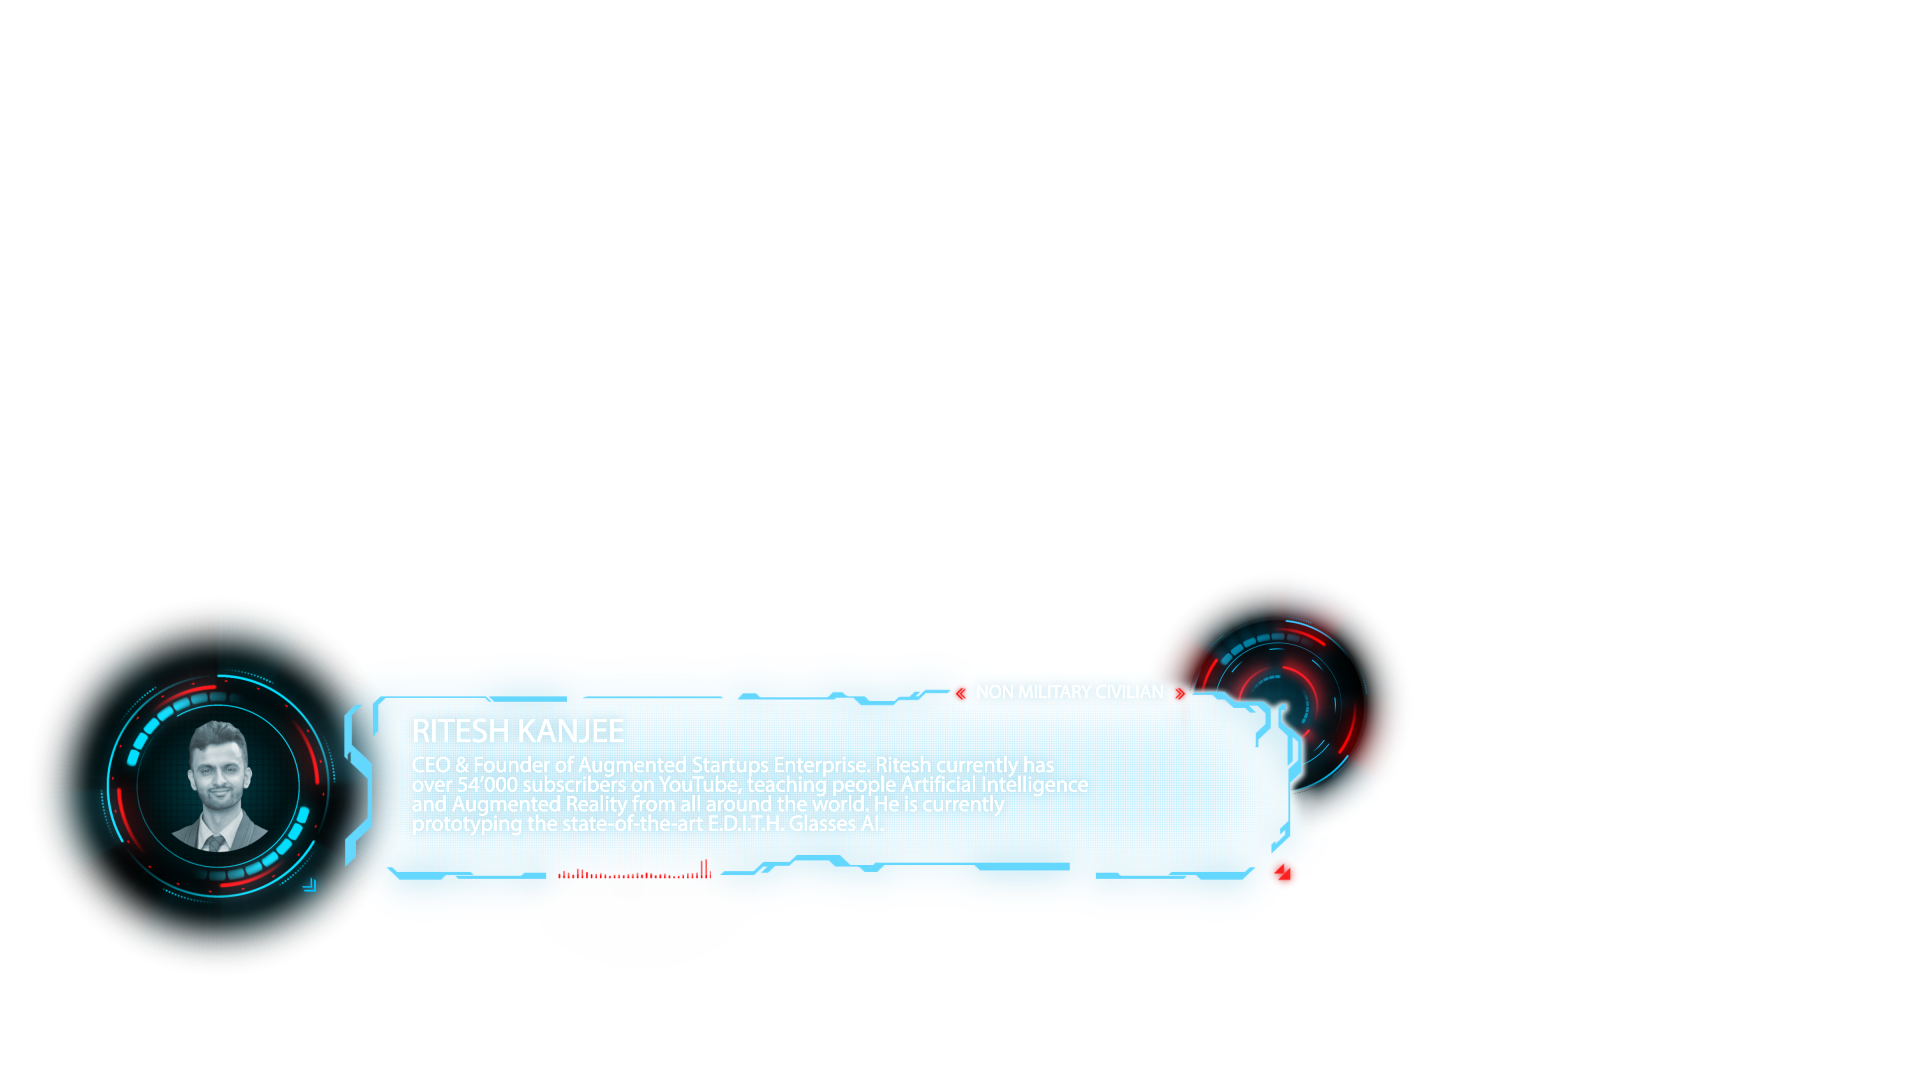 NON MILITARY CIVILIAN
RITESH KANJEE
CEO & Founder of Augmented Startups Enterprise. Ritesh currently has
over 54’000 subscribers on YouTube, teaching people Artificial Intelligence
and Augmented Reality from all around the world. He is currently
prototyping the state-of-the-art E.D.I.T.H. Glasses AI.